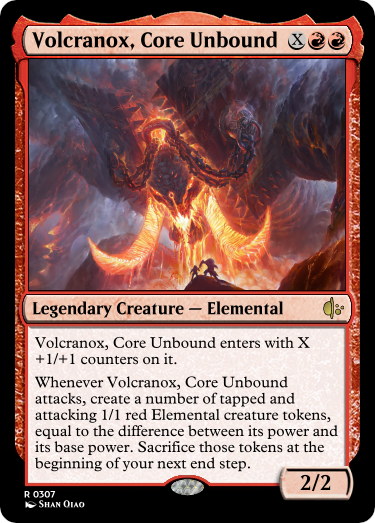 Volcranox, Core Unbound XRR
Legendary Creature — Elemental
Volcranox, Core Unbound enters with X
+1/+1 counters on it.
Whenever Volcranox, Core Unbound
attacks, create a number of tapped and
attacking 1/1 red Elemental creature tokens,
equal to the difference between its power and
its base power. Sacrifice those tokens at the
beginning of your next end step.
2/2
R 0307
Shan Qiao